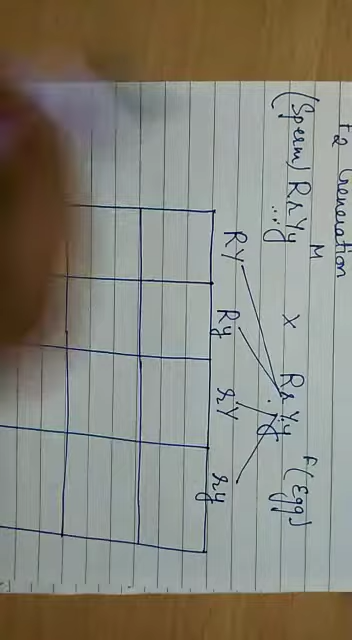 F2 Generation
M F
(Sperm) RrYy X RrYy (Egg)
RY Ry rY ry